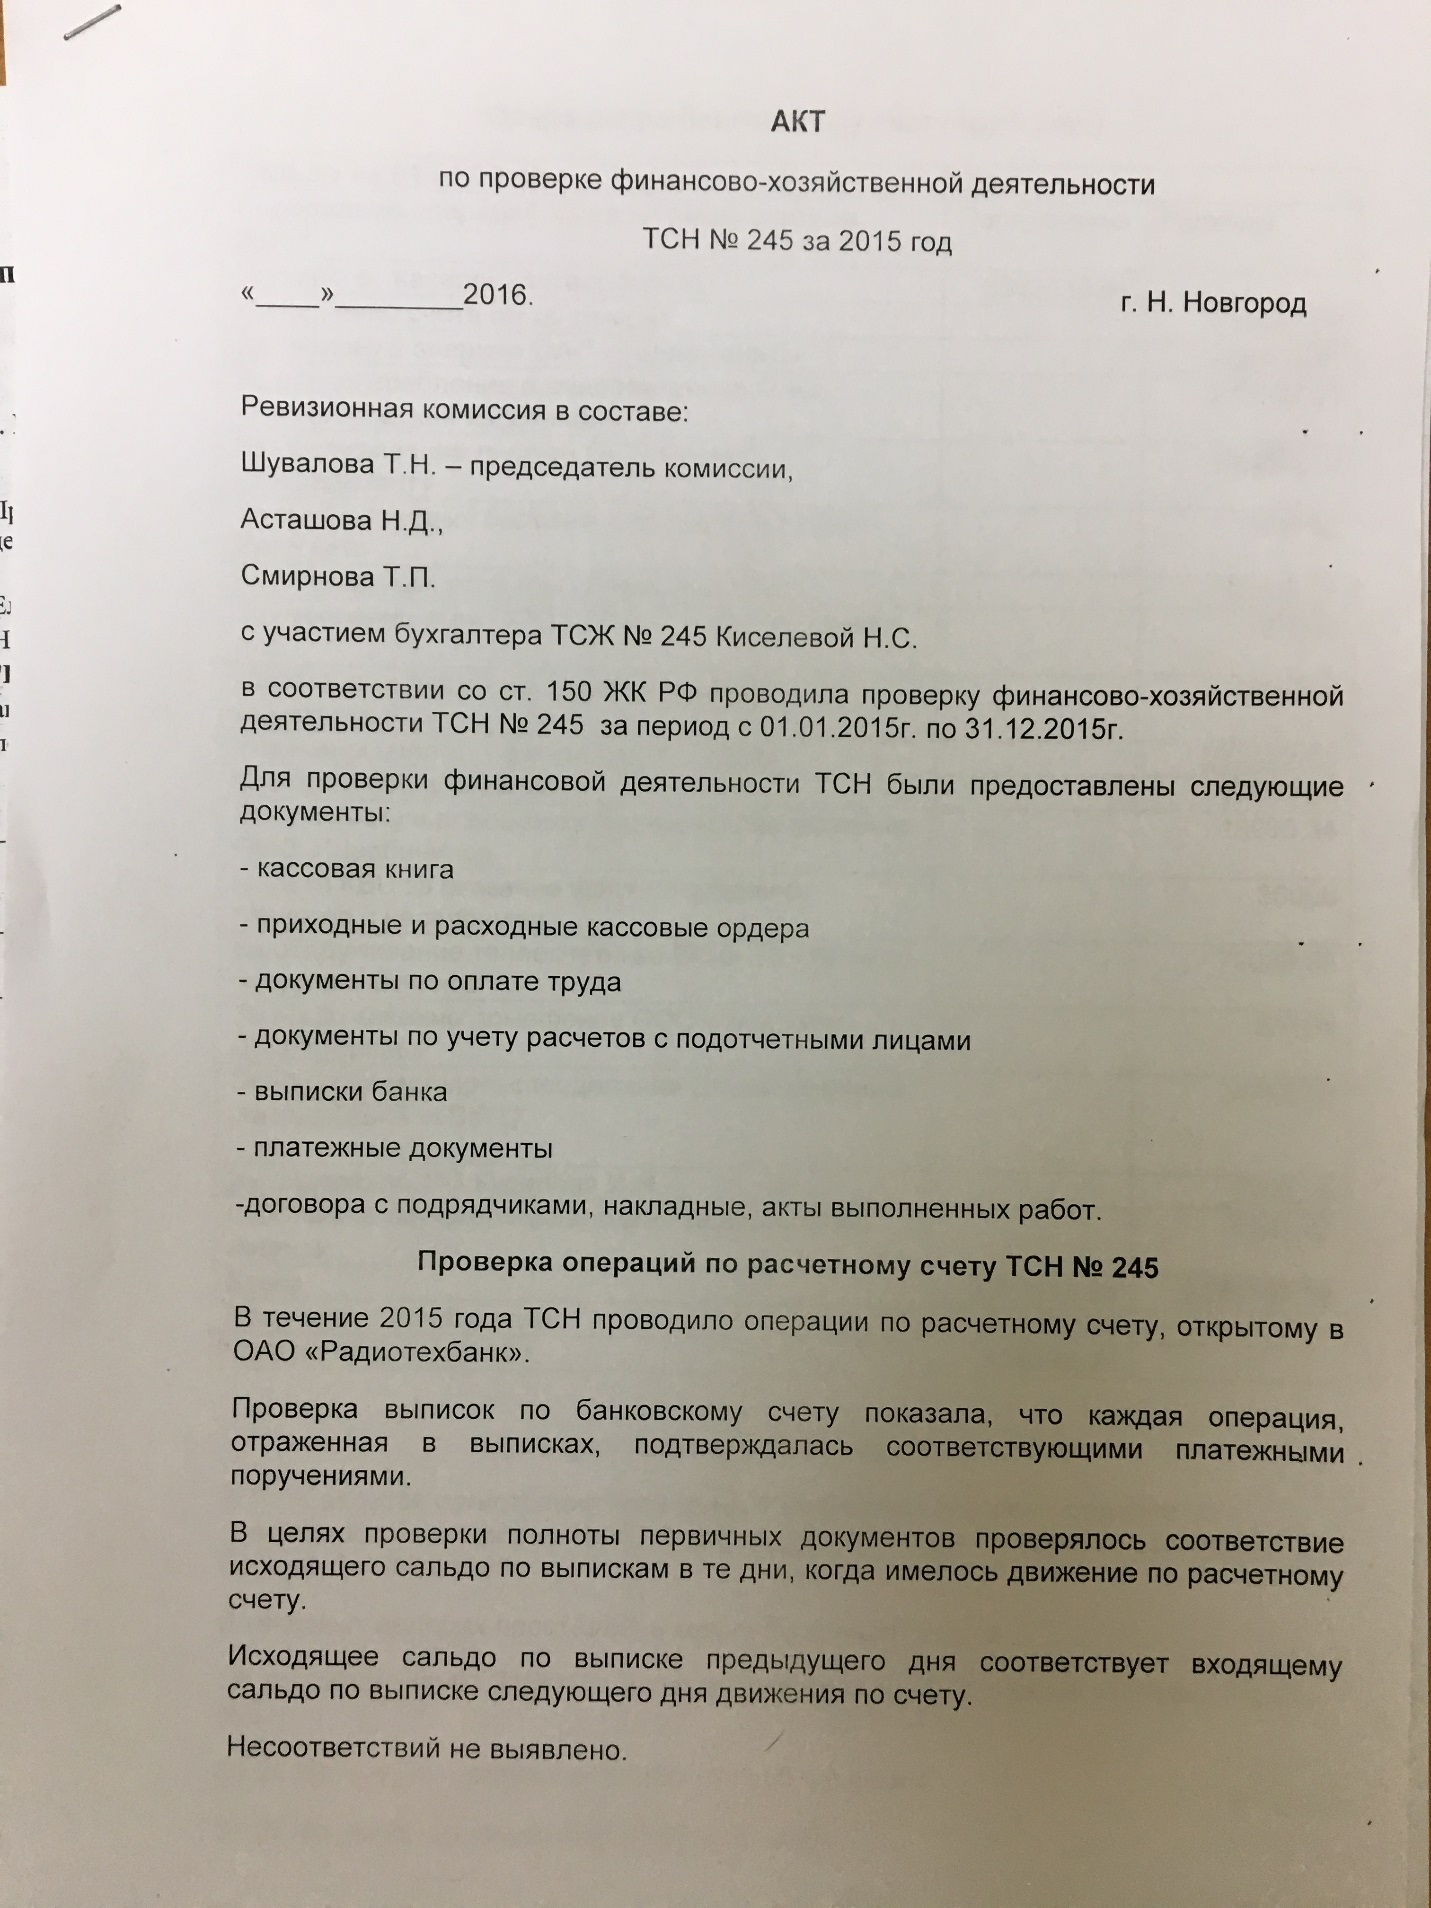 АКТ
по проверке финансово-хозяйственной деятельности
ТСН № 245 за 2015 год
«____»________2016.
г. Н. Новгород
Ревизионная комиссия в составе:
Шувалова Т.Н. – председатель комиссии,
Асташова Н.Д.,
Смирнова Т.П.
с участием бухгалтера ТСЖ № 245 Киселевой Н.С.
в соответствии со ст. 150 ЖК РФ проводила проверку финансово-хозяйственной
деятельности ТСН № 245 за период с 01.01.2015г. по 31.12.2015г.
Для проверки финансовой деятельности ТСН были предоставлены следующие
документы:
- кассовая книга
- приходные и расходные кассовые ордера
- документы по оплате труда
- документы по учету расчетов с подотчетными лицами
- выписки банка
- платежные документы
-договора с подрядчиками, накладные, акты выполненных работ.
Проверка операций по расчетному счету ТСН № 245
В течение 2015 года ТСН проводило операции по расчетному счету, открытому в
ОАО «Радиотехбанк».
Проверка выписок по банковскому счету показала, что каждая операция,
отраженная в выписках, подтверждалась соответствующими платежными
поручениями.
В целях проверки полноты первичных документов проверялось соответствие
исходящего сальдо по выпискам в те дни, когда имелось движение по расчетному
счету.
Исходящее сальдо по выписке предыдущего дня соответствует входящему
сальдо по выписке следующего дня движения по счету.
Несоответствий не выявлено.